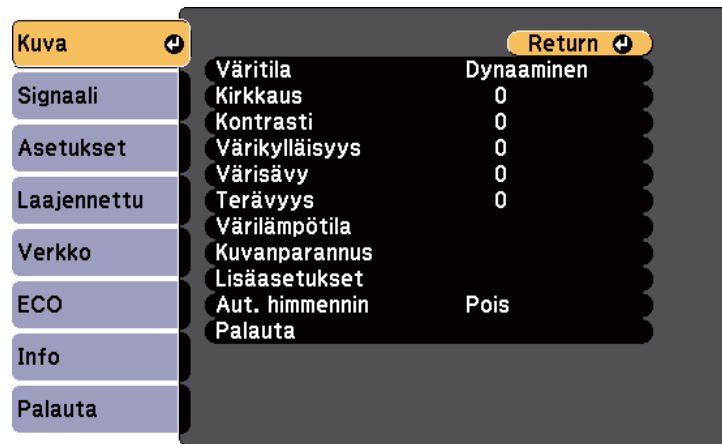 Kuva
Signaali
Asetukset
Laajennettu
Verkko
ECO
Info
Palauta
Return
Väritila Dynaaminen
Kirkkaus 0
Kontrasti 0
Värikylläisyys 0
Värisävy 0
Terävyys 0
Värilämpötila
Kuvanparannus
Lisäasetukset
Aut. himmennin Pois
Palauta